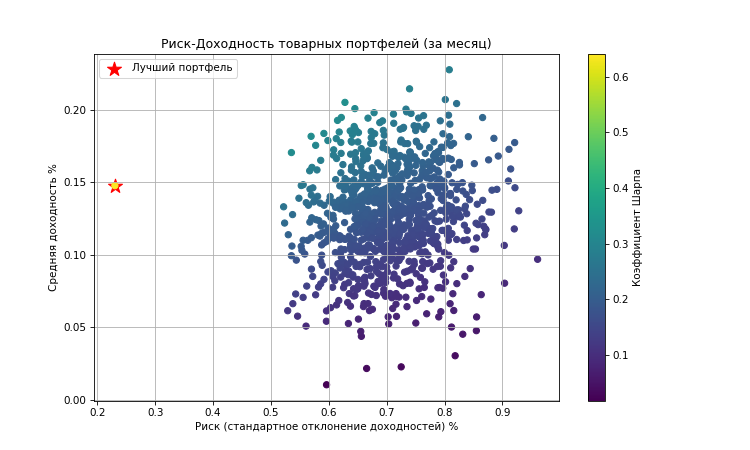 Риск-Доходность товарных портфелей (за месяц)
Лучший портфель
Средняя доходность %
0.20
0.15
0.10
0.05
0.00
0.2 0.3 0.4 0.5 0.6 0.7 0.8 0.9
Риск (стандартное отклонение доходностей) %
0.6
0.5
0.4
0.3
0.2
0.1
Коэффициент Шарпа